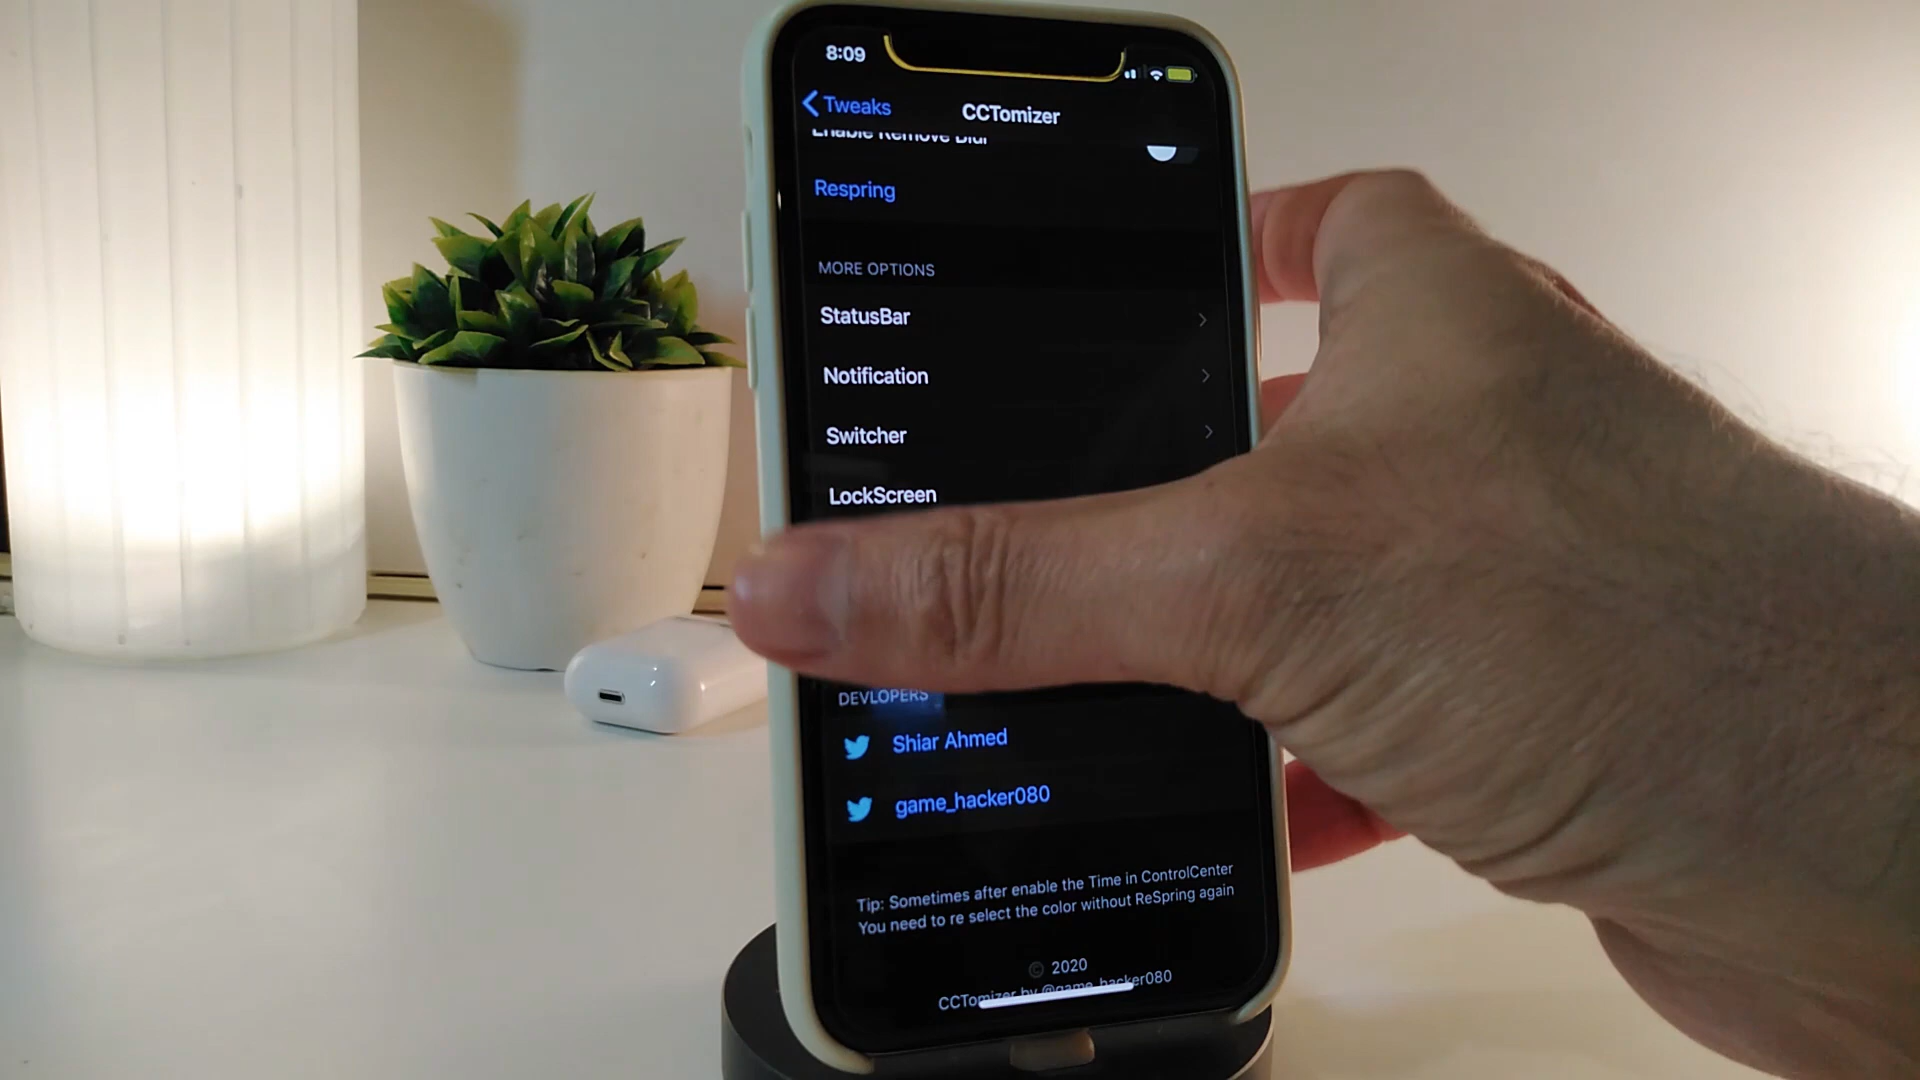 8:09
Tweaks
CCTomizer
Enable Remove Blur
Respring
MORE OPTIONS
StatusBar
Notification
Switcher
LockScreen
DEVLOPERS
Shiar Ahmed
game_hacker080
Tip: Sometimes after enable the Time in ControlCenter
You need to re select the color without ReSpring again
© 2020
CCTomizer by @game_hacker080